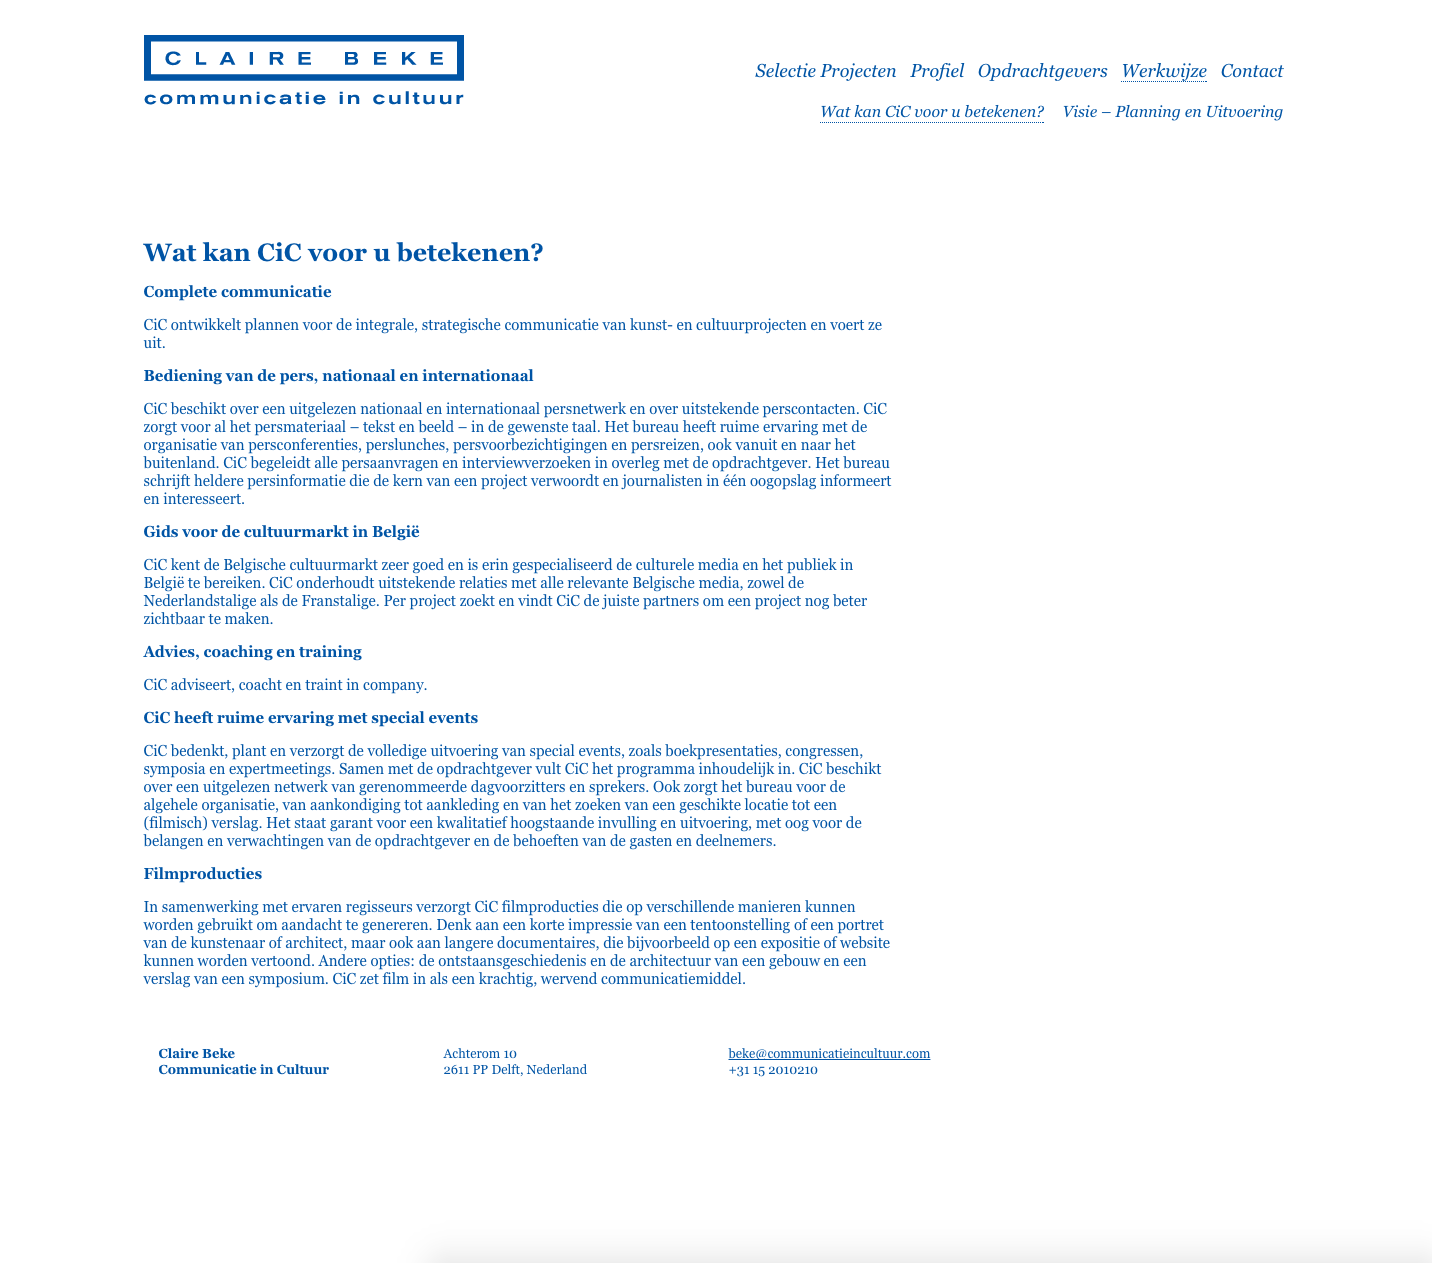 CLAIRE BEKE
communicatie in cultuur
Selectie Projecten Profiel Opdrachtgevers Werkwijze Contact
Wat kan CiC voor u betekenen? Visie – Planning en Uitvoering
Wat kan CiC voor u betekenen?
Complete communicatie
CiC ontwikkelt plannen voor de integrale, strategische communicatie van kunst- en cultuurprojecten en voert ze
uit.
Bediening van de pers, nationaal en internationaal
CiC beschikt over een uitgelezen nationaal en internationaal persnetwerk en over uitstekende perscontacten. CiC
zorgt voor al het persmateriaal – tekst en beeld – in de gewenste taal. Het bureau heeft ruime ervaring met de
organisatie van persconferenties, perslunches, persvoorbezichtigingen en persreizen, ook vanuit en naar het
buitenland. CiC begeleidt alle persaanvragen en interviewverzoeken in overleg met de opdrachtgever. Het bureau
schrijft heldere persinformatie die de kern van een project verwoordt en journalisten in één oogopslag informeert
en interesseert.
Gids voor de cultuurmarkt in België
CiC kent de Belgische cultuurmarkt zeer goed en is erin gespecialiseerd de culturele media en het publiek in
België te bereiken. CiC onderhoudt uitstekende relaties met alle relevante Belgische media, zowel de
Nederlandstalige als de Franstalige. Per project zoekt en vindt CiC de juiste partners om een project nog beter
zichtbaar te maken.
Advies, coaching en training
CiC adviseert, coacht en traint in company.
CiC heeft ruime ervaring met special events
CiC bedenkt, plant en verzorgt de volledige uitvoering van special events, zoals boekpresentaties, congressen,
symposia en expertmeetings. Samen met de opdrachtgever vult CiC het programma inhoudelijk in. CiC beschikt
over een uitgelezen netwerk van gerenommeerde dagvoorzitters en sprekers. Ook zorgt het bureau voor de
algehele organisatie, van aankondiging tot aankleding en van het zoeken van een geschikte locatie tot een
(filmisch) verslag. Het staat garant voor een kwalitatief hoogstaande invulling en uitvoering, met oog voor de
belangen en verwachtingen van de opdrachtgever en de behoeften van de gasten en deelnemers.
Filmproducties
In samenwerking met ervaren regisseurs verzorgt CiC filmproducties die op verschillende manieren kunnen
worden gebruikt om aandacht te genereren. Denk aan een korte impressie van een tentoonstelling of een portret
van de kunstenaar of architect, maar ook aan langere documentaires, die bijvoorbeeld op een expositie of website
kunnen worden vertoond. Andere opties: de ontstaansgeschiedenis en de architectuur van een gebouw en een
verslag van een symposium. CiC zet film in als een krachtig, wervend communicatiemiddel.
Claire Beke
Communicatie in Cultuur
Achterom 10
2611 PP Delft, Nederland
beke@communicatieincultuur.com
+31 15 2010210